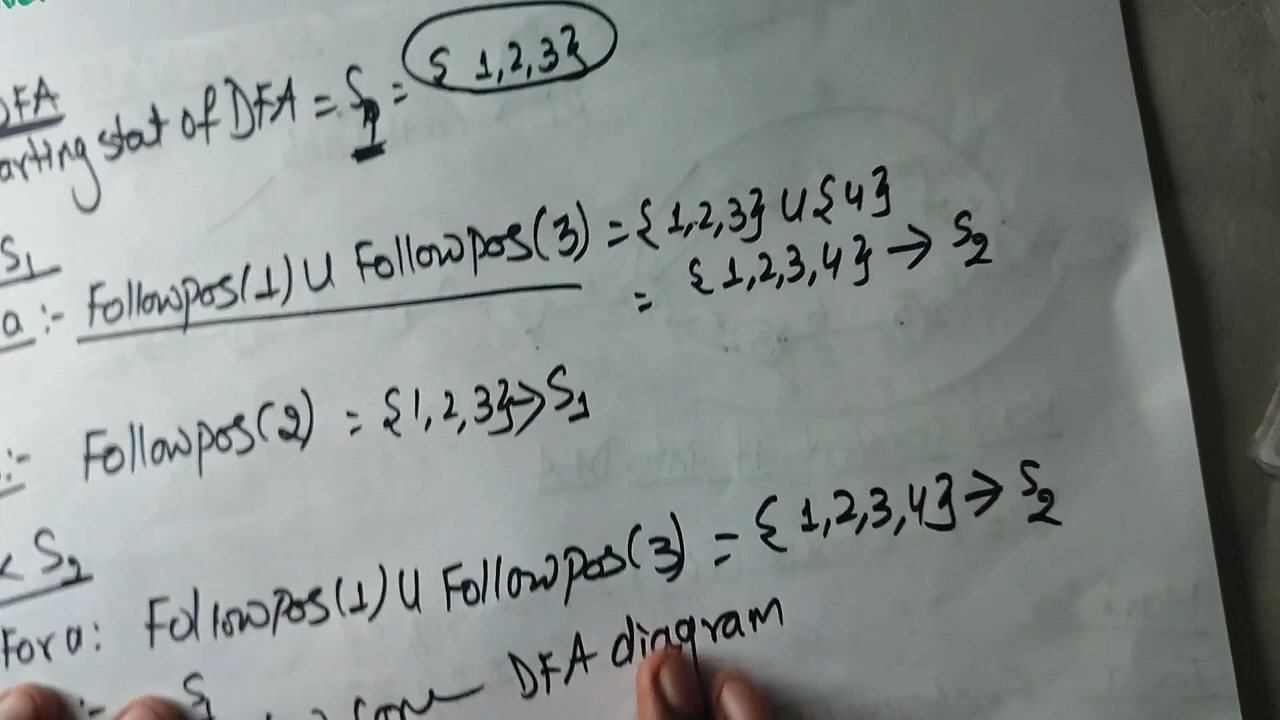 DFA
arting stat of DFA = S1 = { 1,2,3}
S1
a :- Followpos(1) U Followpos(3) = {1,2,3} U {4}
= {1,2,3,4} → S2
:- Followpos(2) = {1,2,3} → S1
S2
For a: Followpos(1) U Followpos(3) = {1,2,3,4} → S2
:- S1
DFA diagram